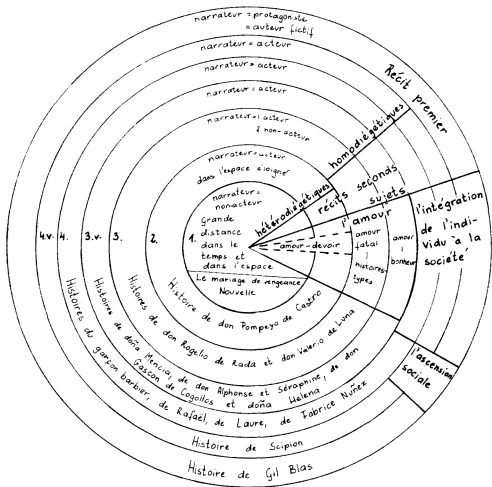 narrateur = protagoniste
= auteur fictif
narrateur = acteur
narrateur = acteur
narrateur = acteur
narrateur = 1 acteur
& non-acteur
narrateur = acteur
dans l'espace éloigné
narrateur =
nonacteur
Grande
distance
dans le
temps et
dans l'espace
Le mariage de vengeance
Nouvelle
4.v.
4.
3.v.
3.
2.
1.
Récit premier
homodiégétiques
hétérodiégétiques
récits seconds
sujets
l'amour
amour-devoir
amour
fatal
histoires-
types
amour
bonheur
l'intégration
de l'indi-
vidu à la
société
l'ascension
sociale
Histoire de don Pompeyo de Castro
Histoires de don Rogelio de Rada et don Valerio de Luna
Histoires de doña Mencia, de don Alphonse et Séraphine, de don
Gaston de Cogollos et doña Helena,
Histoires du garçon barbier, de Rafaël, de Laure, de Fabrice Nuñez
Histoire de Scipion
Histoire de Gil Blas